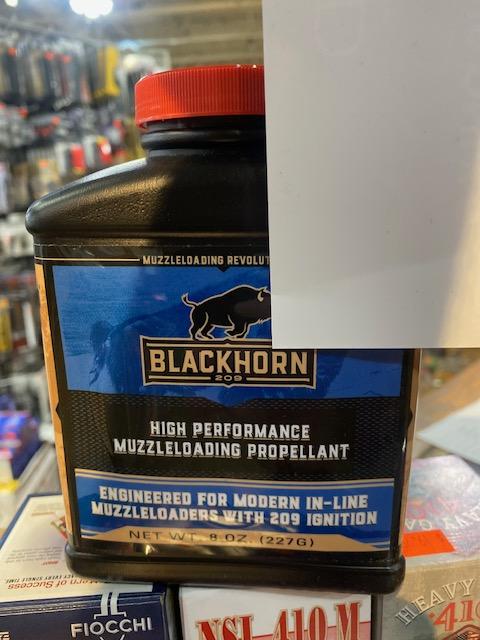 MUZZLELOADING REVOLUT
BLACKHORN
209
HIGH PERFORMANCE
MUZZLELOADING PROPELLANT
ENGINEERED FOR MODERN IN-LINE
MUZZLELOADERS WITH 209 IGNITION
NET WT. 8 OZ. (227G)
FIOCCHI
NSI 410 M
HEAVY
.410